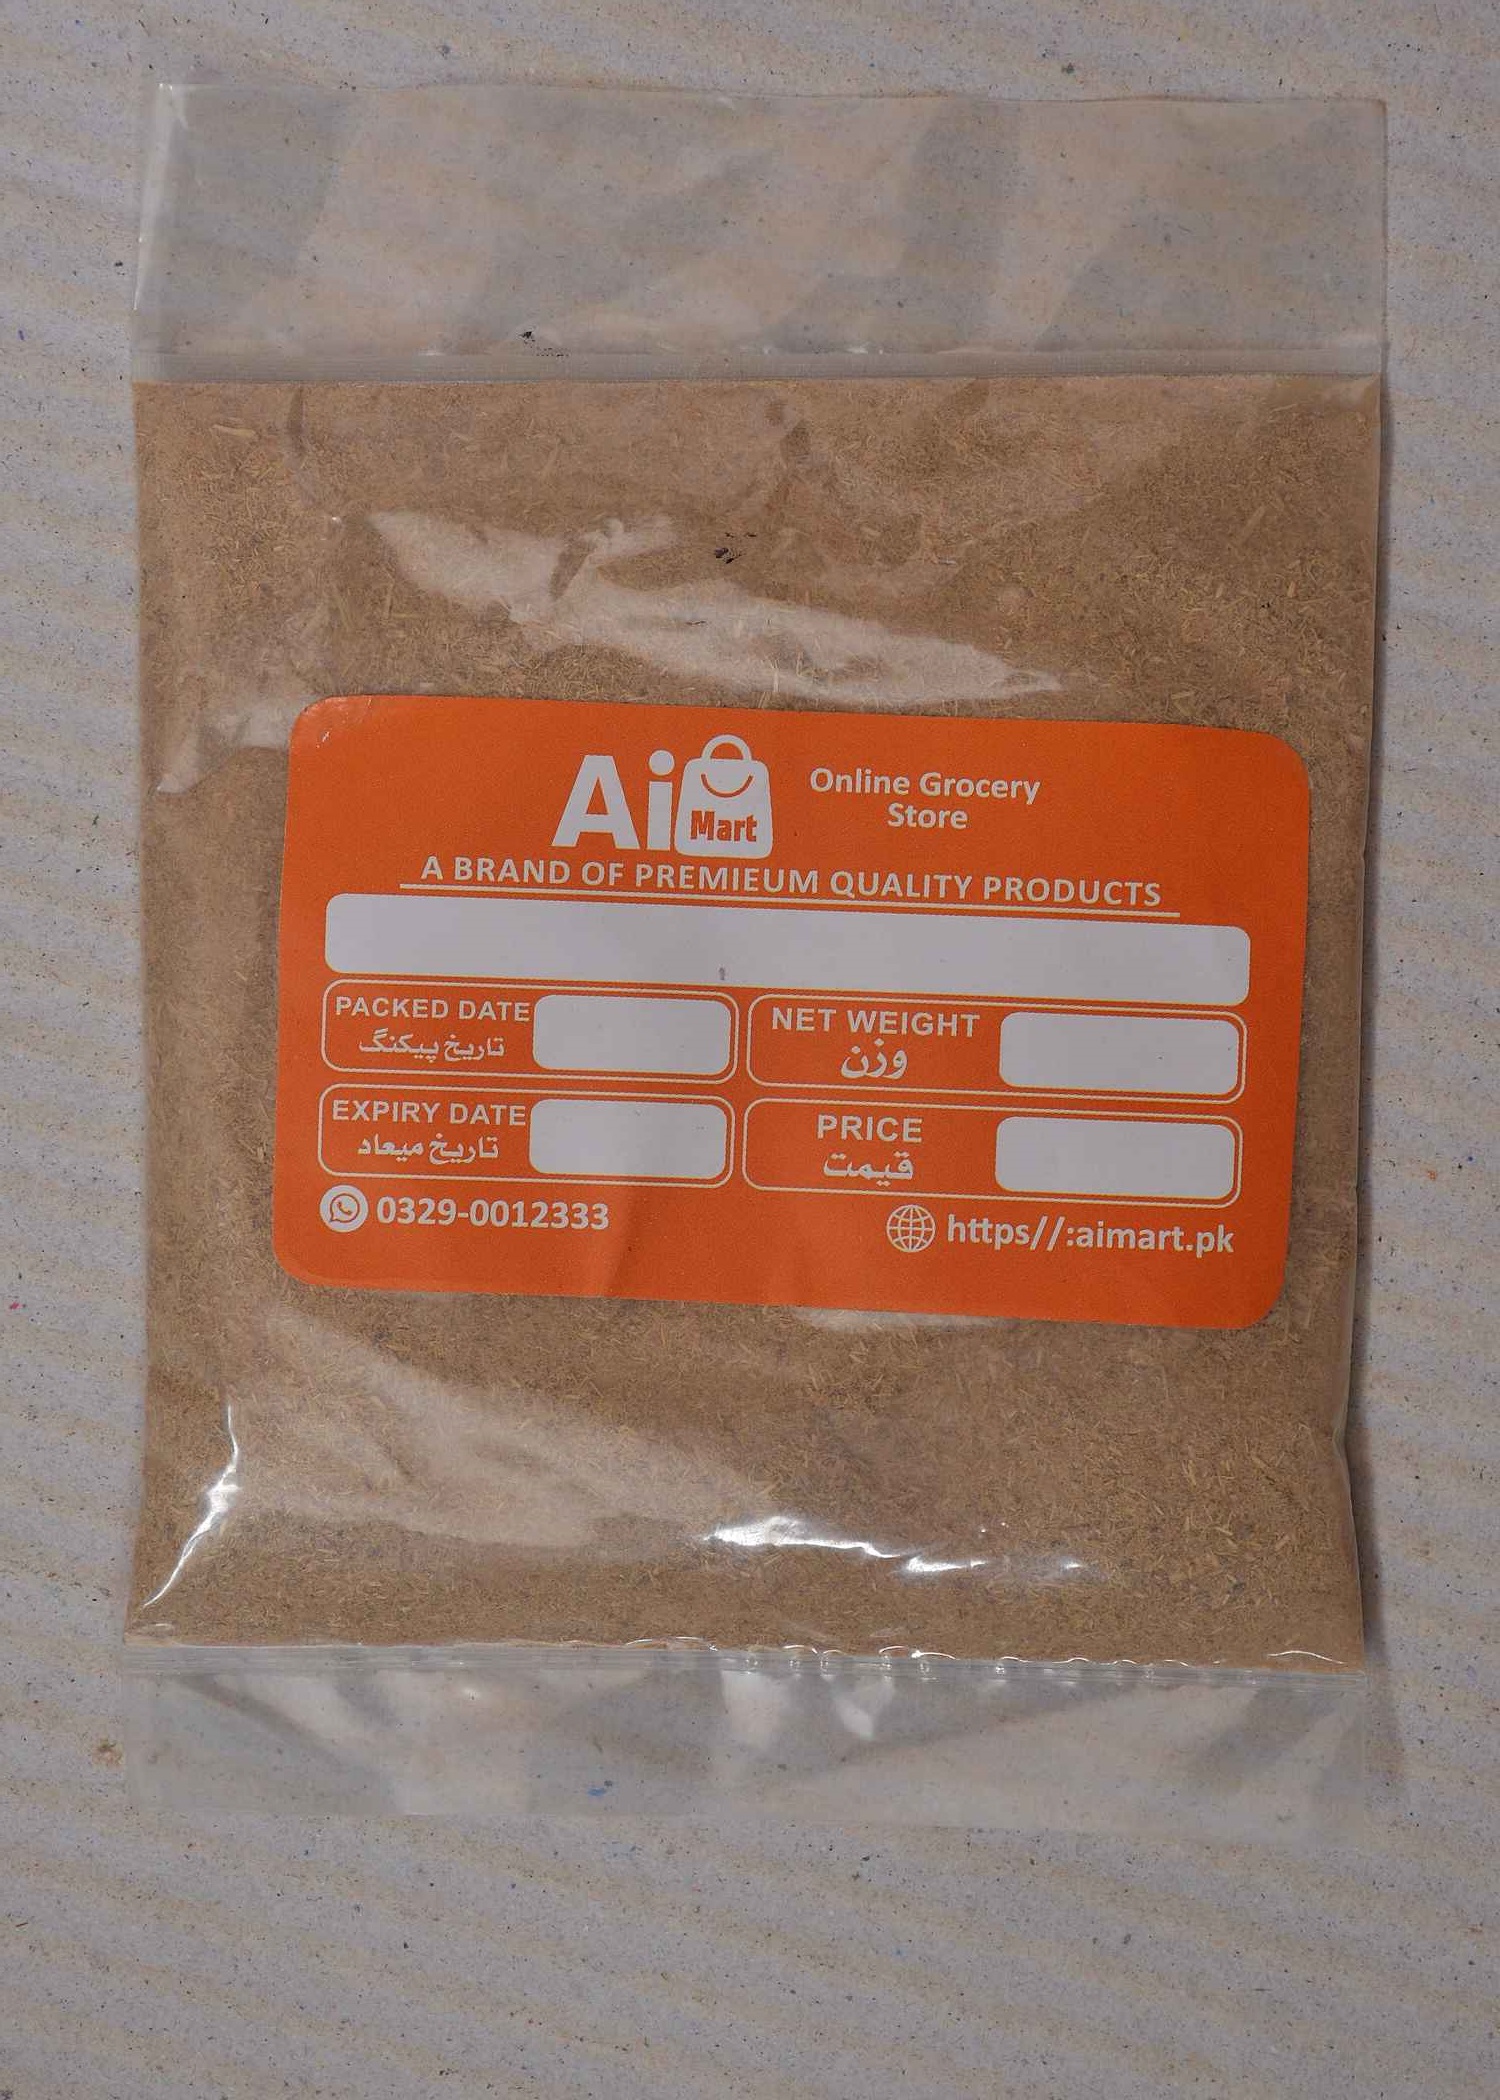 Ai Mart
Online Grocery
Store
A BRAND OF PREMIEUM QUALITY PRODUCTS
PACKED DATE
تاریخ پیکنگ
NET WEIGHT
وزن
EXPIRY DATE
تاریخ میعاد
PRICE
قیمت
0329-0012333
https//:aimart.pk